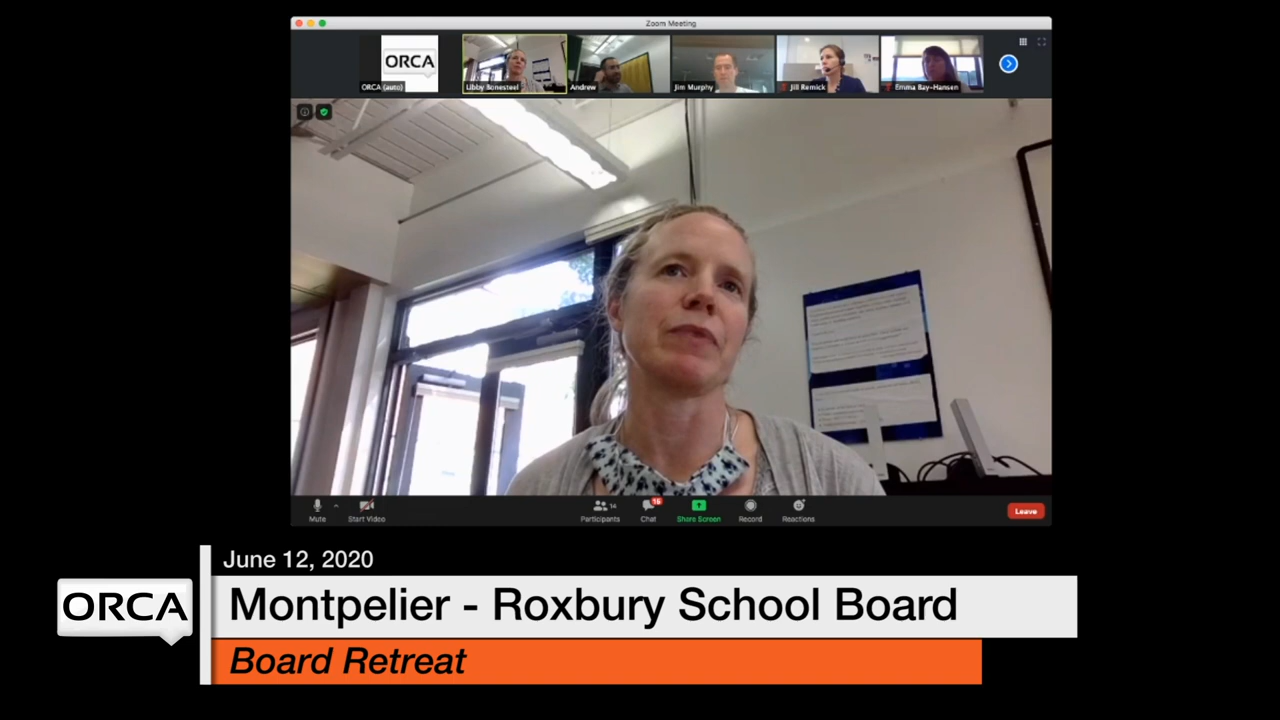 Zoom Meeting
ORCA
ORCA (auto)
Libby Bonesteel
Andrew
Jim Murphy
Jill Remick
Emma Bay-Hansen
Mute
Start Video
Participants
14
Chat
16
Share Screen
Record
Reactions
Leave
June 12, 2020
ORCA
Montpelier - Roxbury School Board
Board Retreat